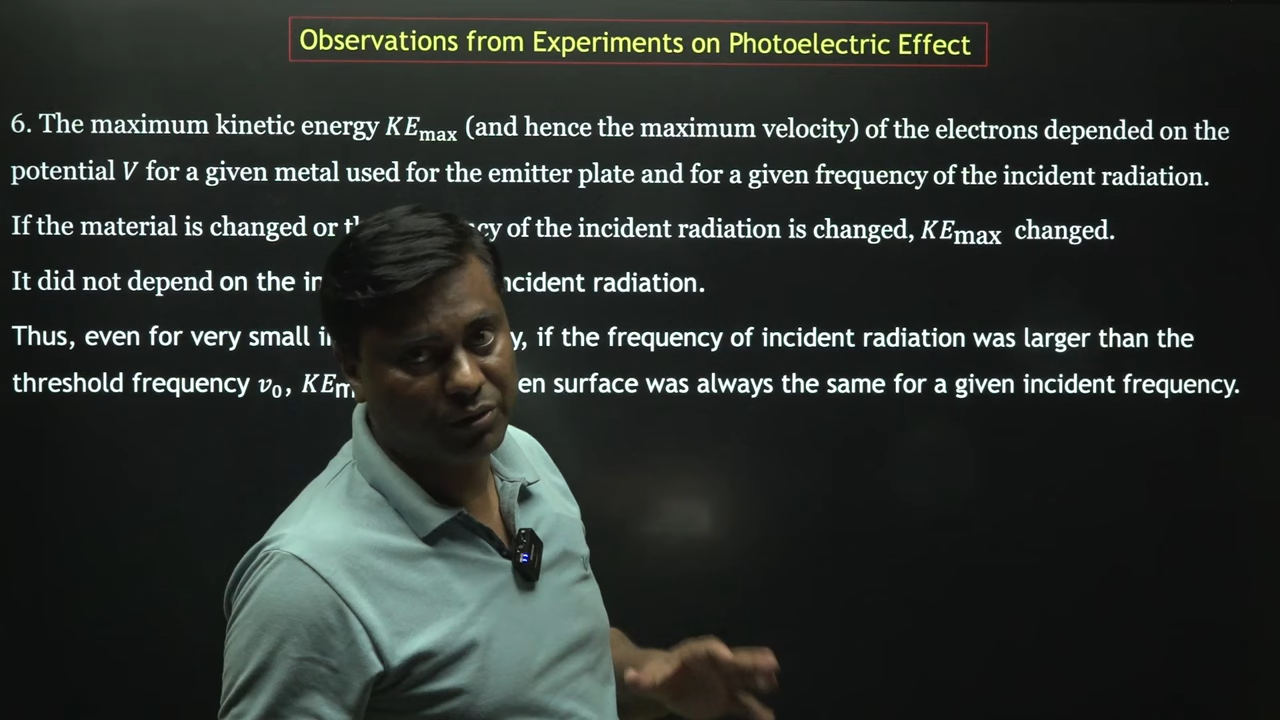 Observations from Experiments on Photoelectric Effect
6. The maximum kinetic energy KEmax (and hence the maximum velocity) of the electrons depended on the
potential V for a given metal used for the emitter plate and for a given frequency of the incident radiation.
If the material is changed or of the incident radiation is changed, KEmax changed.
It did not depend on the radiation.
Thus, even for very small if the frequency of incident radiation was larger than the
threshold frequency ν₀, surface was always the same for a given incident frequency.